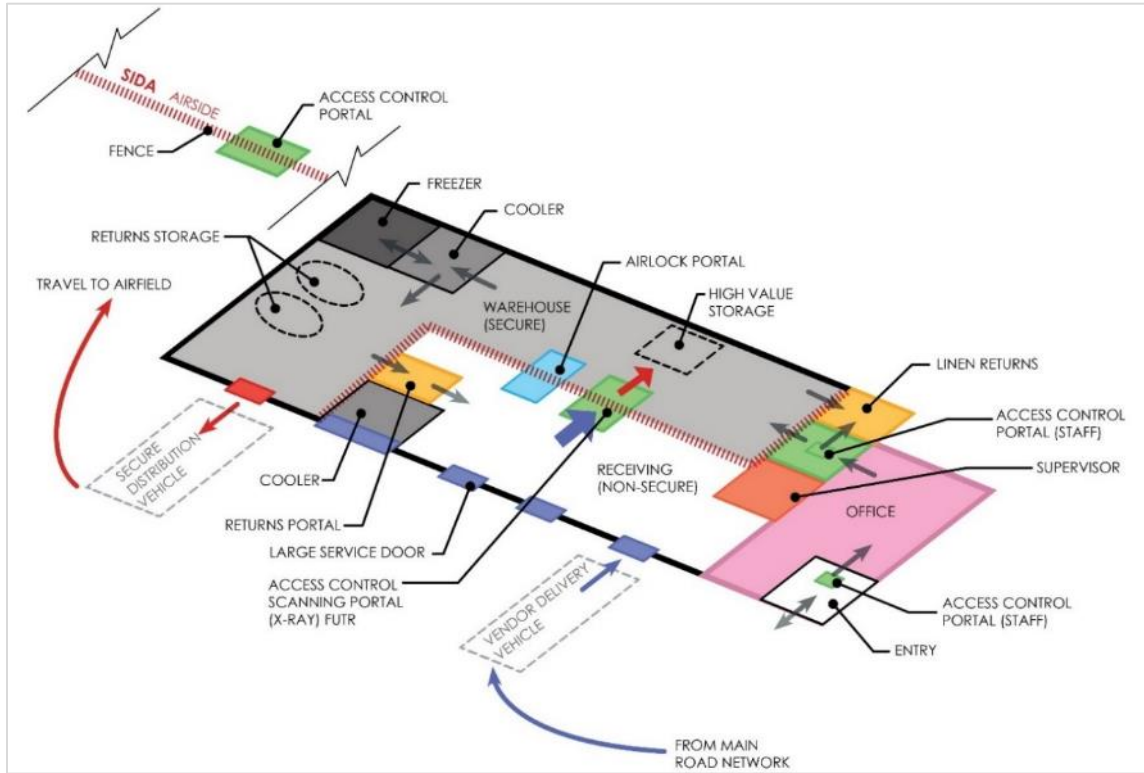 SIDA AIRSIDE
ACCESS CONTROL
PORTAL
FENCE
FREEZER
COOLER
RETURNS STORAGE
TRAVEL TO AIRFIELD
AIRLOCK PORTAL
HIGH VALUE
STORAGE
WAREHOUSE
(SECURE)
LINEN RETURNS
ACCESS CONTROL
PORTAL (STAFF)
SUPERVISOR
RECEIVING
(NON-SECURE)
OFFICE
SECURE
DISTRIBUTION
VEHICLE
COOLER
RETURNS PORTAL
LARGE SERVICE DOOR
ACCESS CONTROL
SCANNING PORTAL
(X-RAY) FUTR
VENDOR DELIVERY
VEHICLE
ACCESS CONTROL
PORTAL (STAFF)
ENTRY
FROM MAIN
ROAD NETWORK